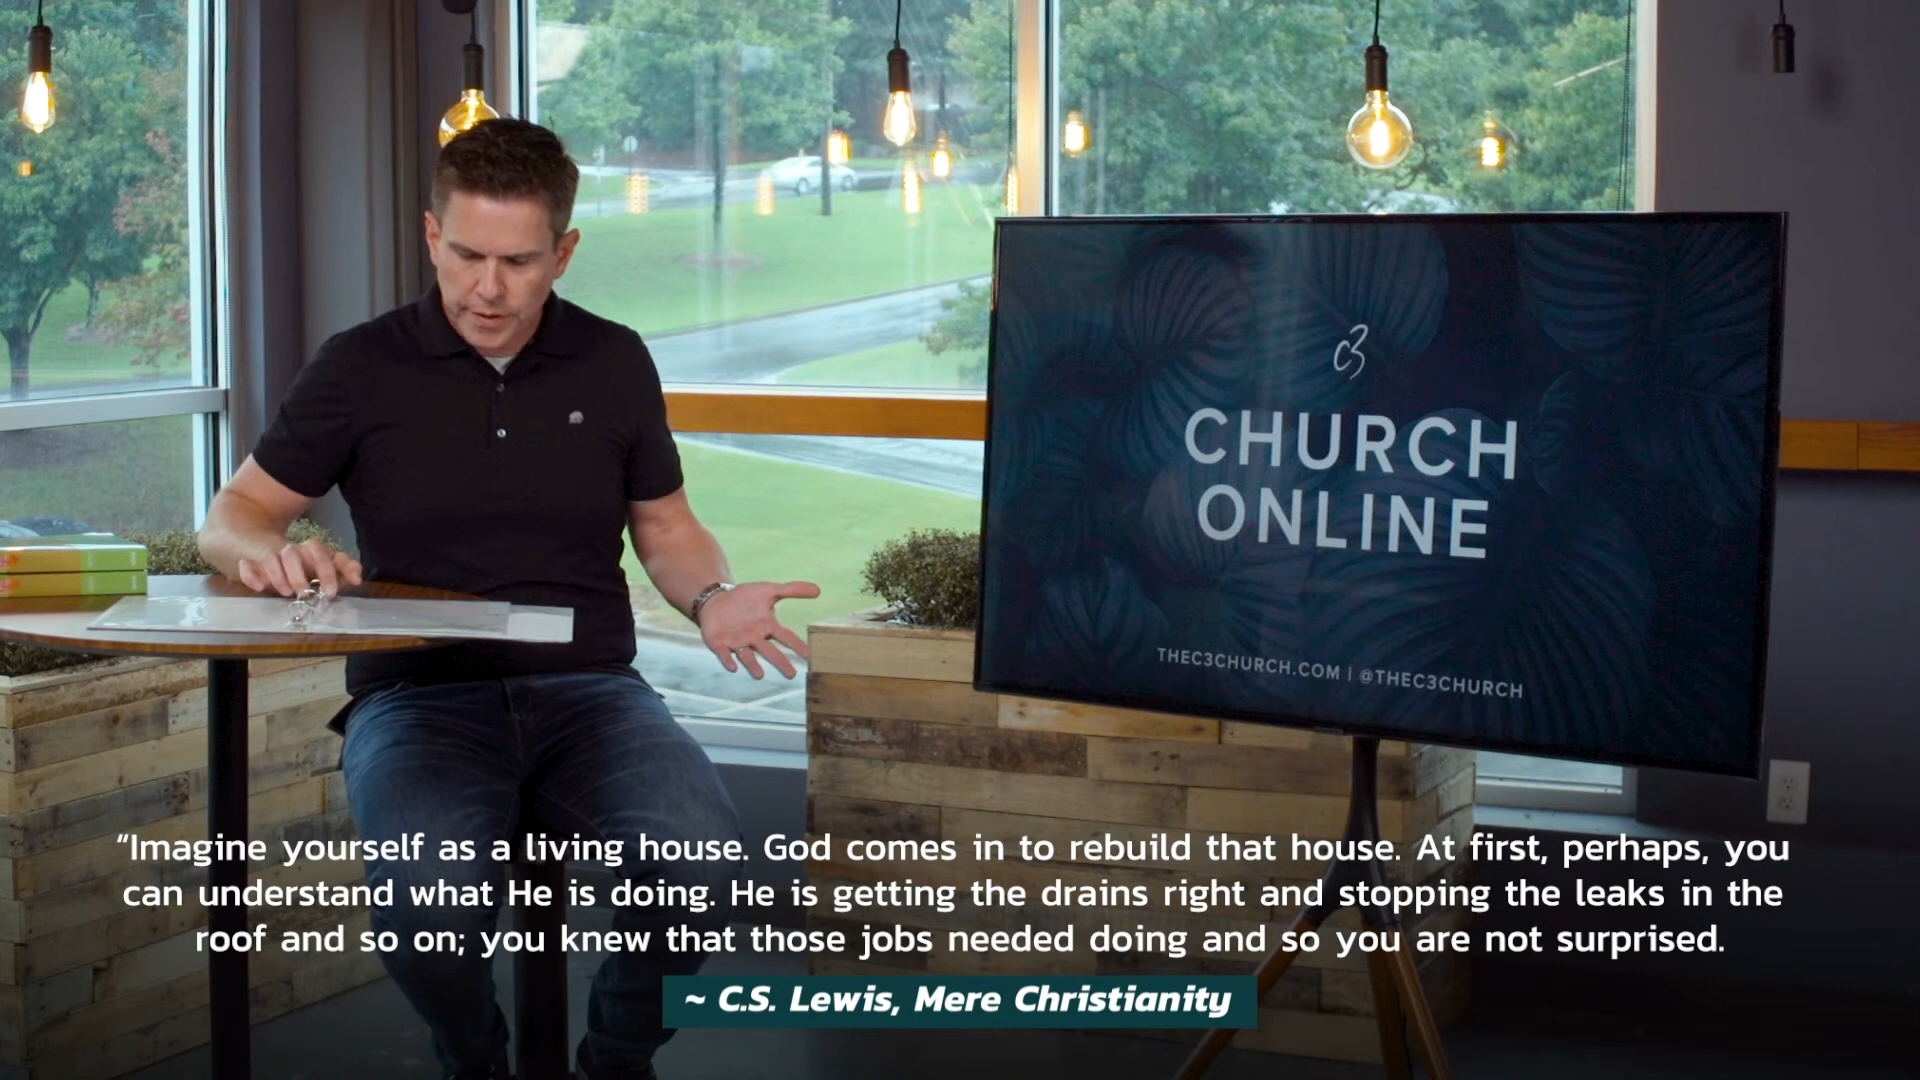 c3
CHURCH
ONLINE
THEC3CHURCH.COM | @THEC3CHURCH
“Imagine yourself as a living house. God comes in to rebuild that house. At first, perhaps, you
can understand what He is doing. He is getting the drains right and stopping the leaks in the
roof and so on; you knew that those jobs needed doing and so you are not surprised.
~ C.S. Lewis, Mere Christianity